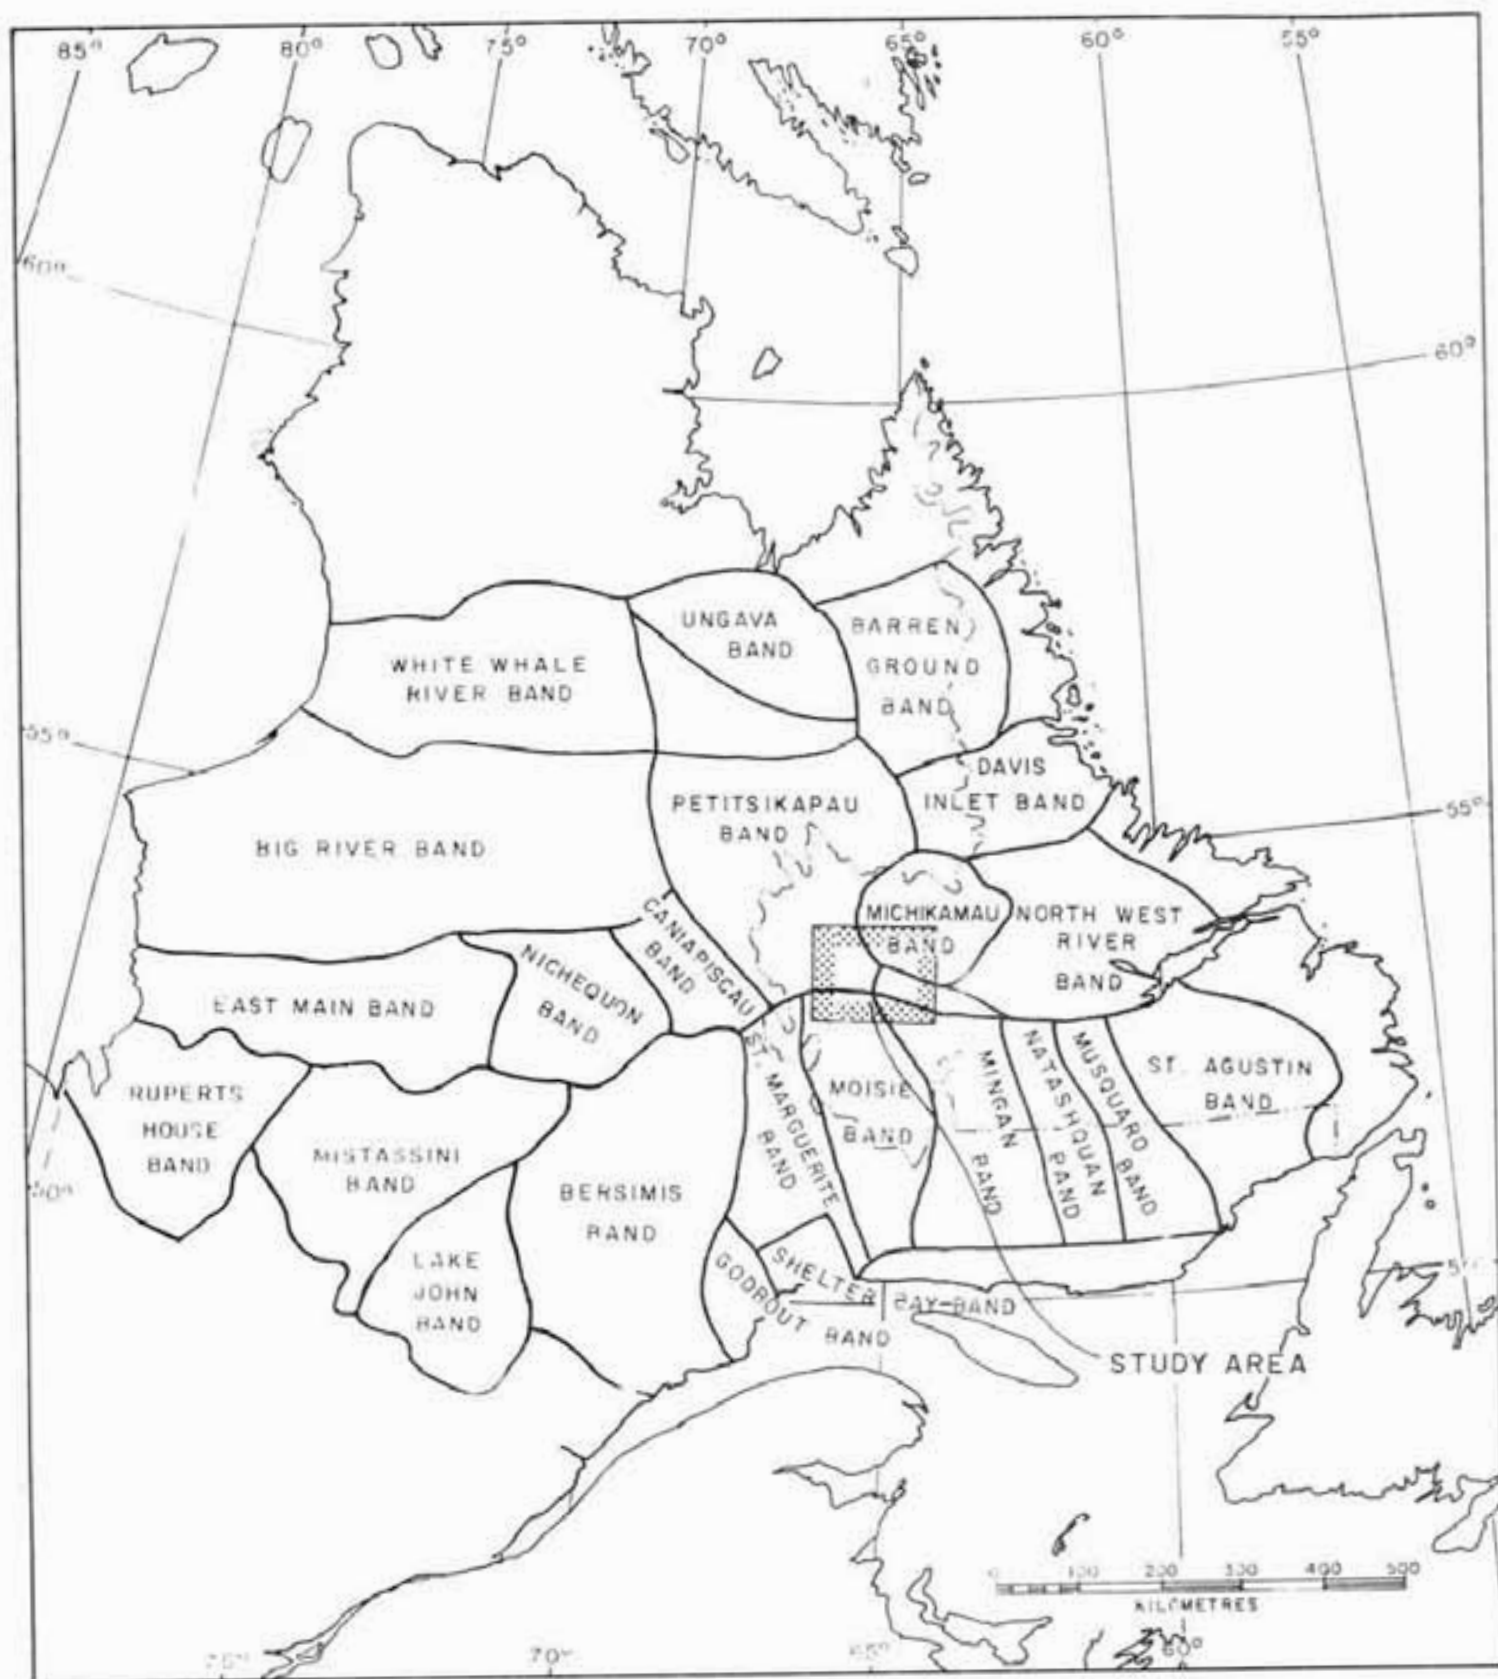 85° 80° 75° 70° 65° 60° 55°
60°
60°
UNGAVA
BAND
BARREN
GROUND
BAND
WHITE WHALE
RIVER BAND
55°
DAVIS
INLET BAND
PETITSIKAPAU
BAND
55°
BIG RIVER BAND
CANIAPISCAU
BAND
MICHIKAMAU
BAND
NORTH WEST
RIVER
BAND
NICHEQUON
BAND
EAST MAIN BAND
ST. MARGUERITE
BAND
MOISIE
BAND
MINGAN
BAND
NATASHQUAN
BAND
MUSQUARO
BAND
ST. AGUSTIN
BAND
RUPERTS
HOUSE
BAND
MISTASSINI
BAND
50°
BERSIMIS
BAND
LAKE
JOHN
BAND
GODBOUT BAND
SHELTER BAY-BAND
50°
STUDY AREA
0 100 200 300 400 500
KILOMETRES
75° 70° 65° 60°